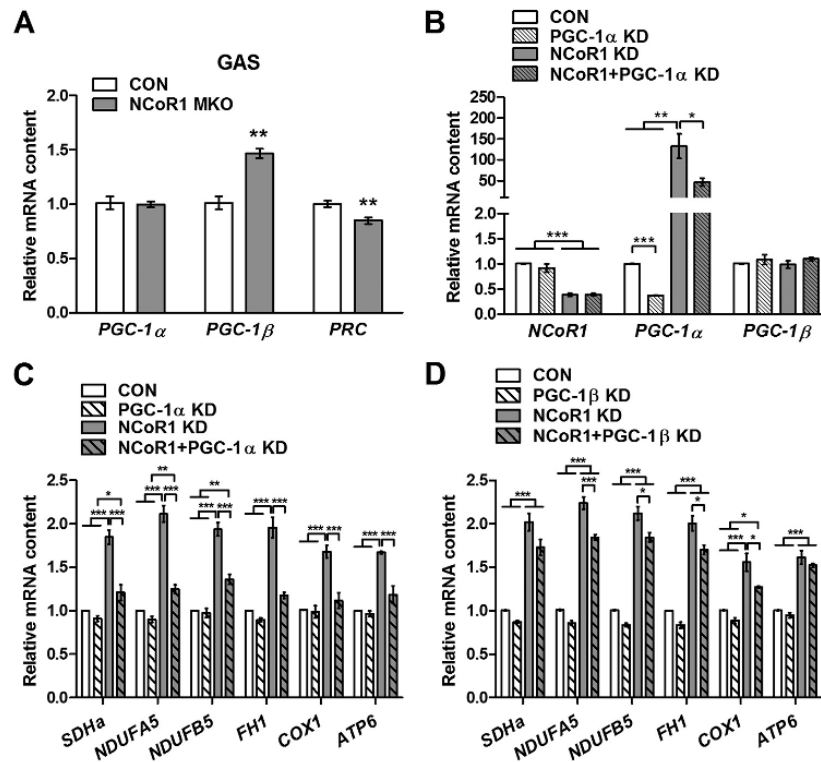 A
GAS
CON
NCoR1 MKO
Relative mRNA content
2.0
1.5
1.0
0.5
0.0
**
**
PGC-1α
PGC-1β
PRC
B
CON
PGC-1α KD
NCoR1 KD
NCoR1+PGC-1α KD
Relative mRNA content
250
200
150
100
50
2.0
1.5
1.0
0.5
0.0
***
***
**
*
NCoR1
PGC-1α
PGC-1β
C
CON
PGC-1α KD
NCoR1 KD
NCoR1+PGC-1α KD
Relative mRNA content
2.5
2.0
1.5
1.0
0.5
0.0
*
*** ***
**
*** ***
**
*** ***
*** ***
*** ***
*** ***
SDHa
NDUFA5
NDUFB5
FH1
COX1
ATP6
D
CON
PGC-1β KD
NCoR1 KD
NCoR1+PGC-1β KD
Relative mRNA content
2.5
2.0
1.5
1.0
0.5
0.0
***
***
***
***
*
***
*
*
*** *
***
SDHa
NDUFA5
NDUFB5
FH1
COX1
ATP6